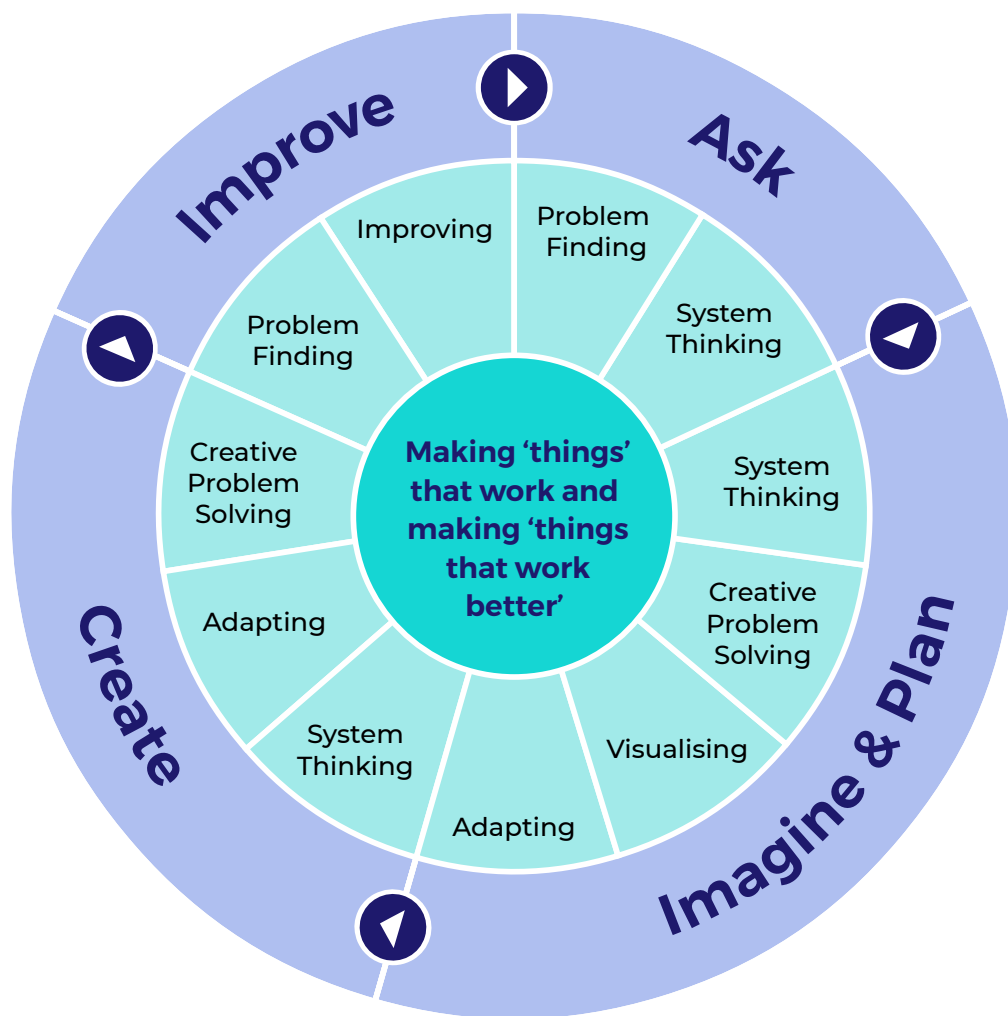 Ask
Imagine & Plan
Create
Improve
Problem
Finding
System
Thinking
System
Thinking
Creative
Problem
Solving
Visualising
Adapting
System
Thinking
Adapting
Creative
Problem
Solving
Problem
Finding
Improving
Making ‘things’
that work and
making ‘things
that work
better’